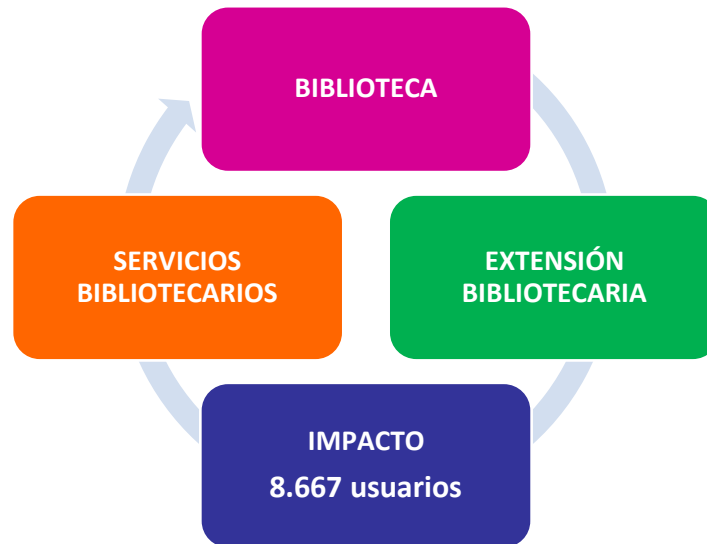 BIBLIOTECA
SERVICIOS
BIBLIOTECARIOS
EXTENSIÓN
BIBLIOTECARIA
IMPACTO
8.667 usuarios